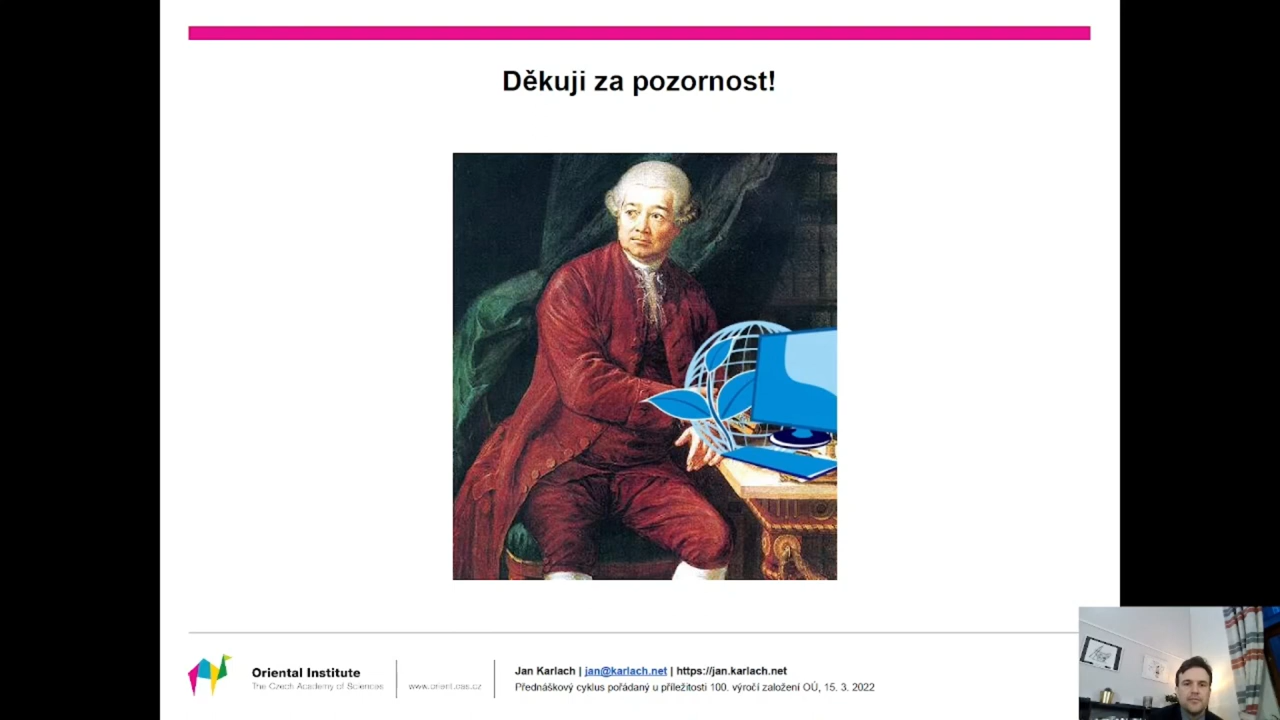 Děkuji za pozornost!
Oriental Institute
The Czech Academy of Sciences
www.orient.cas.cz
Jan Karlach | jan@karlach.net | https://jan.karlach.net
Přednáškový cyklus pořádaný u příležitosti 100. výročí založení OÚ, 15. 3. 2022